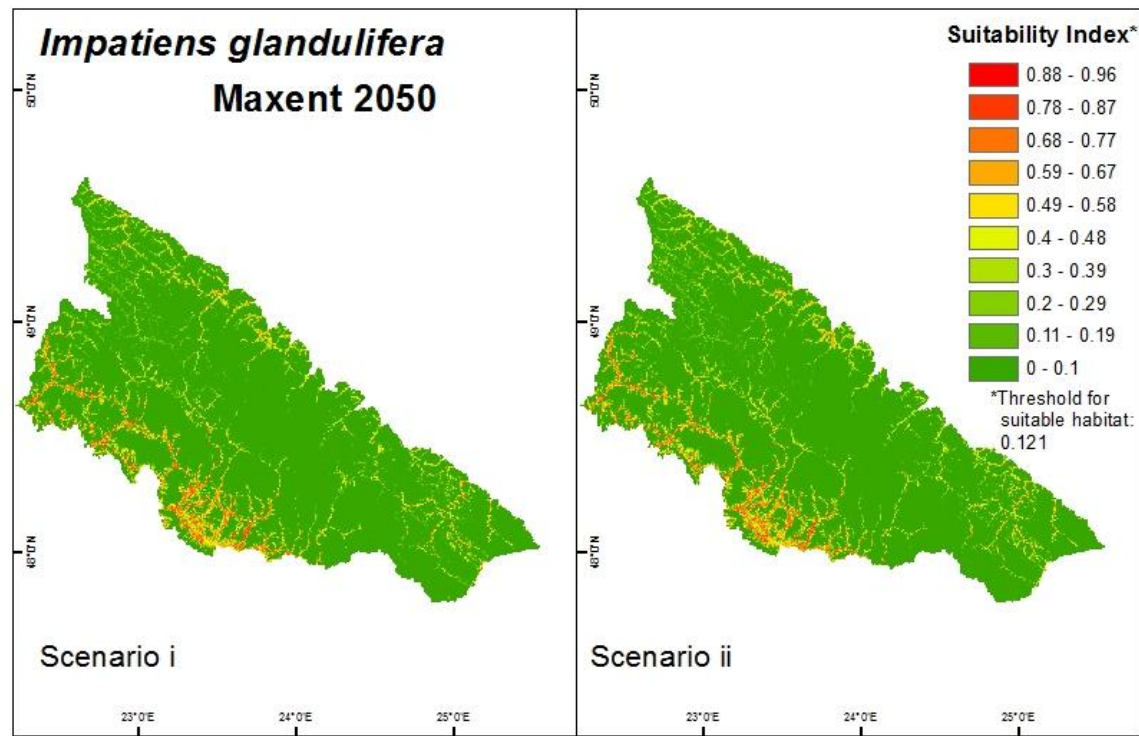 Impatiens glandulifera
Maxent 2050
Suitability Index*
0.88 - 0.96
0.78 - 0.87
0.68 - 0.77
0.59 - 0.67
0.49 - 0.58
0.4 - 0.48
0.3 - 0.39
0.2 - 0.29
0.11 - 0.19
0 - 0.1
*Threshold for
suitable habitat:
0.121
50°0'N
49°0'N
48°0'N
50°0'N
49°0'N
48°0'N
Scenario i
Scenario ii
23°0'E
24°0'E
25°0'E
23°0'E
24°0'E
25°0'E